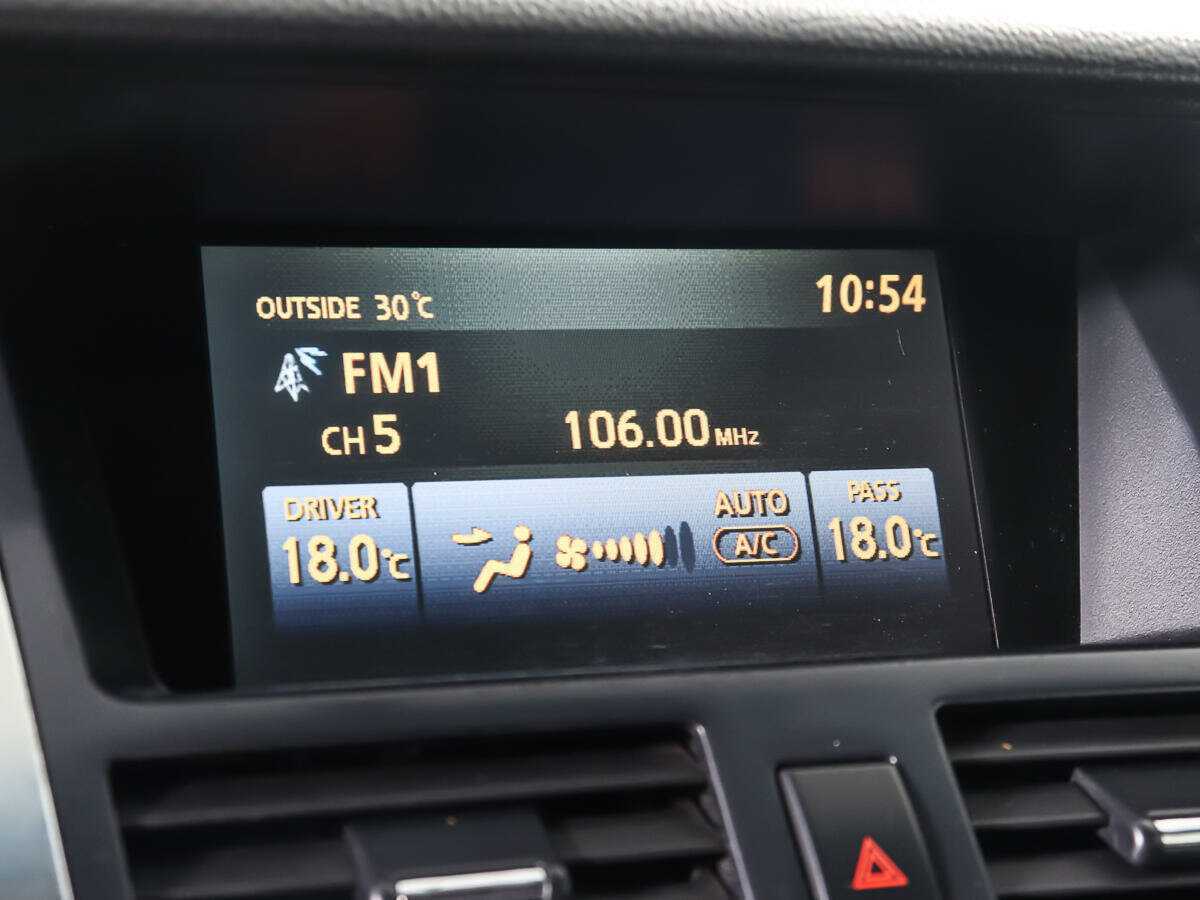 OUTSIDE 30°C 10:54
FM1
CH 5 106.00 MHz
DRIVER AUTO PASS
18.0°C A/C 18.0°C